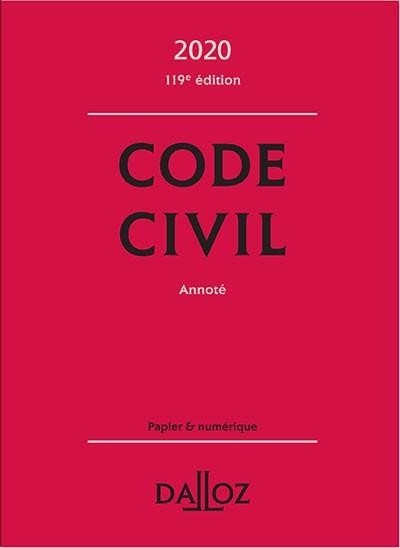 2020
119e édition
CODE
CIVIL
Annoté
Papier & numérique
DALLOZ